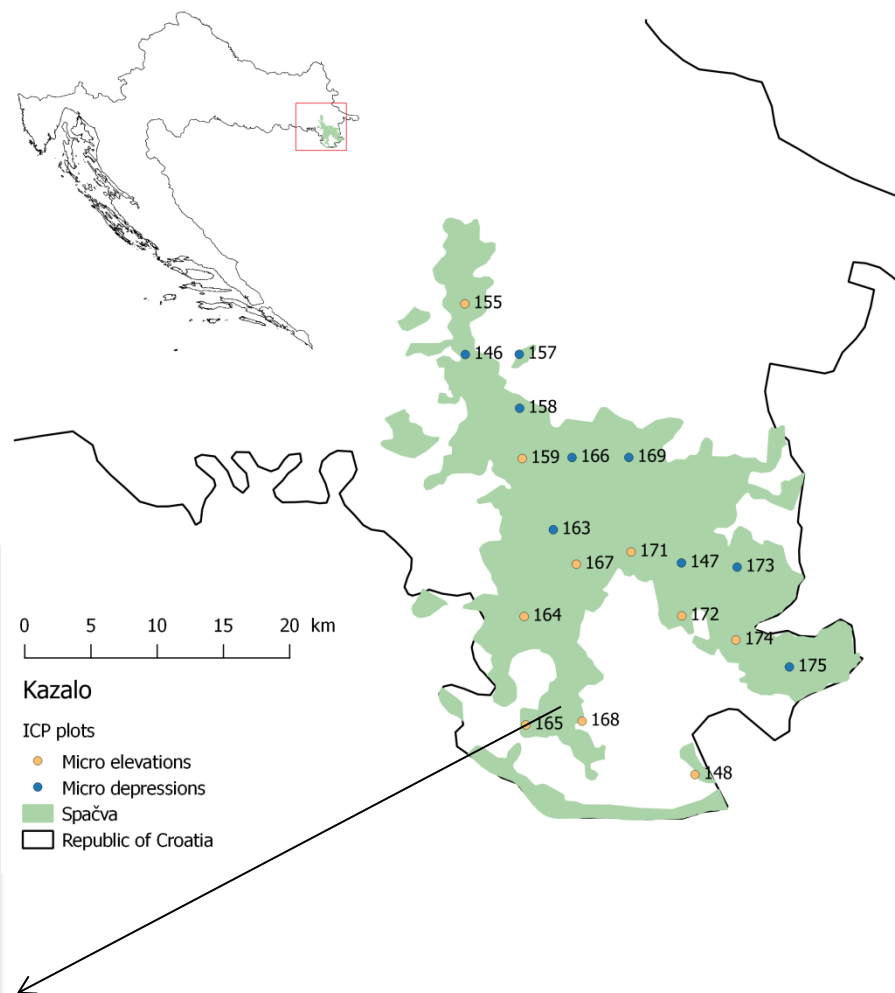 155
146
157
158
159
166
169
163
171
167
147
173
164
172
174
175
165
168
148
0 5 10 15 20 km
Kazalo
ICP plots
Micro elevations
Micro depressions
Spačva
Republic of Croatia